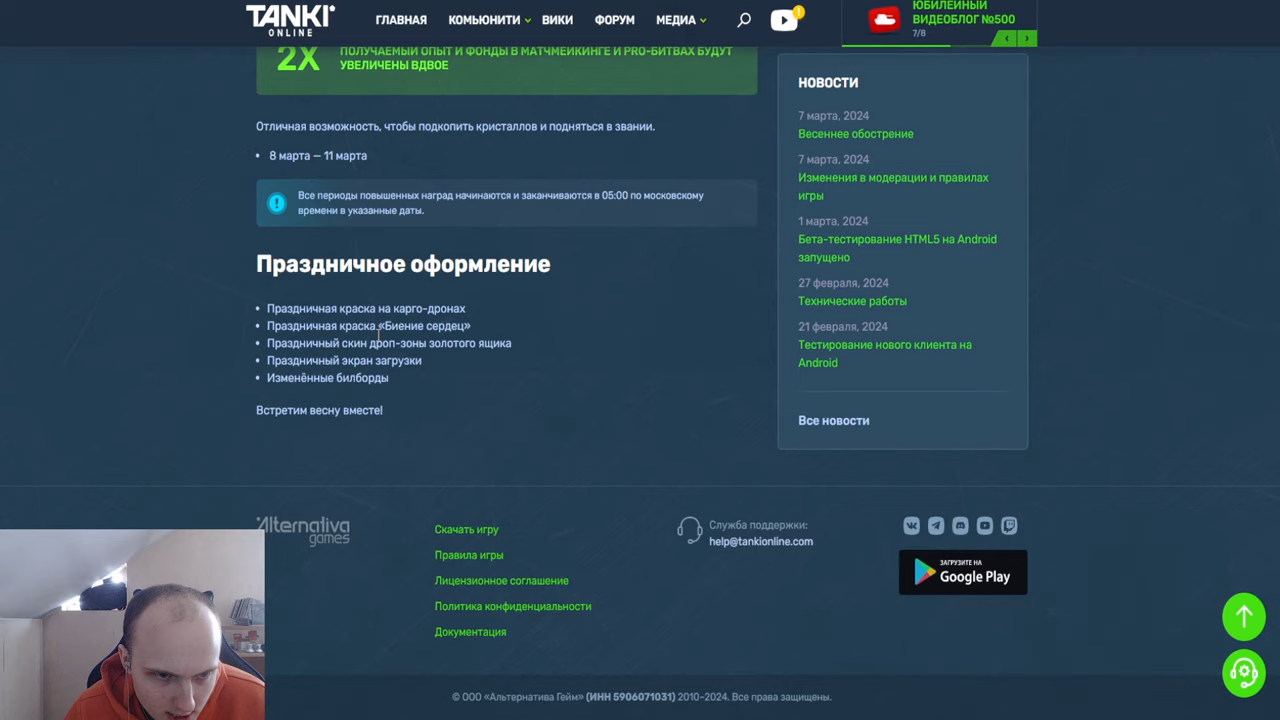 TANKI
ONLINE
ГЛАВНАЯ
КОМЬЮНИТИ
ВИКИ
ФОРУМ
МЕДИА
1
ЮБИЛЕЙНЫЙ
ВИДЕОБЛОГ №500
7/8
2X
ПОЛУЧАЕМЫЙ ОПЫТ И ФОНДЫ В МАТЧМЕЙКИНГЕ И PRO-БИТВАХ БУДУТ
УВЕЛИЧЕНЫ ВДВОЕ
Отличная возможность, чтобы подкопить кристаллов и подняться в звании.
• 8 марта — 11 марта
Все периоды повышенных наград начинаются и заканчиваются в 05:00 по московскому
времени в указанные даты.
Праздничное оформление
• Праздничная краска на карго-дронах
• Праздничная краска «Биение сердец»
• Праздничный скин дроп-зоны золотого ящика
• Праздничный экран загрузки
• Изменённые билборды
Встретим весну вместе!
НОВОСТИ
7 марта, 2024
Весеннее обострение
7 марта, 2024
Изменения в модерации и правилах
игры
1 марта, 2024
Бета-тестирование HTML5 на Android
запущено
27 февраля, 2024
Технические работы
21 февраля, 2024
Тестирование нового клиента на
Android
Все новости
Alternativa
games
Скачать игру
Правила игры
Лицензионное соглашение
Политика конфиденциальности
Документация
Служба поддержки:
help@tankionline.com
ЗАГРУЗИТЕ НА
Google Play
© ООО «Альтернатива Гейм» (ИНН 5906071031) 2010–2024. Все права защищены.